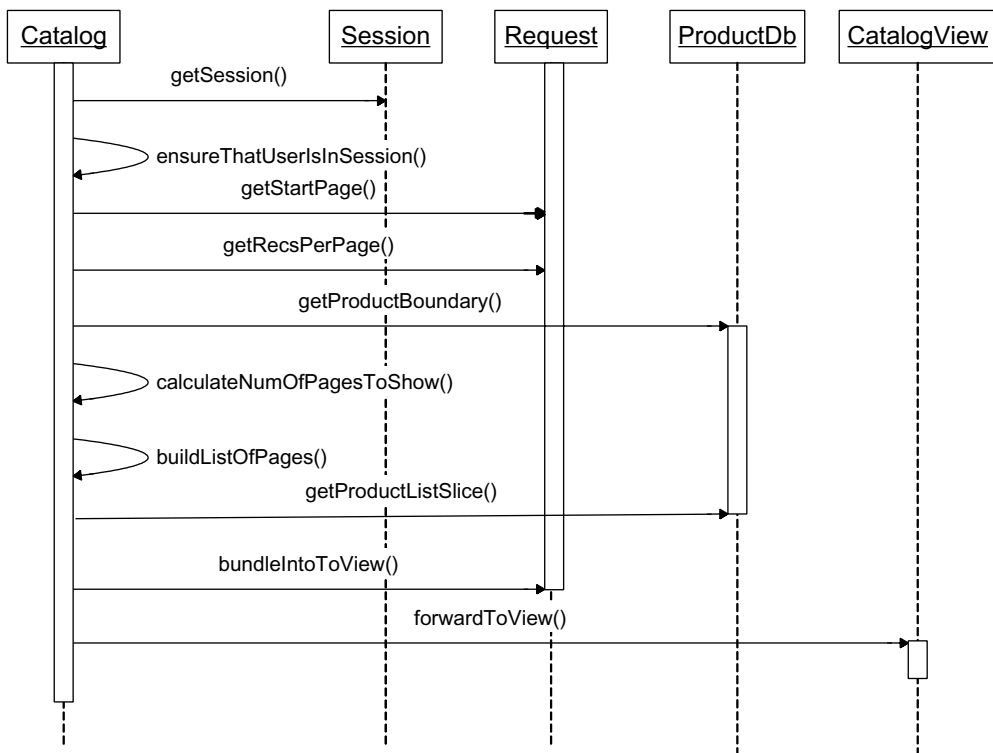 Catalog
Session
Request
ProductDb
CatalogView
getSession()
ensureThatUserIsInSession()
getStartPage()
getRecsPerPage()
getProductBoundary()
calculateNumOfPagesToShow()
buildListOfPages()
getProductListSlice()
bundleIntoToView()
forwardToView()